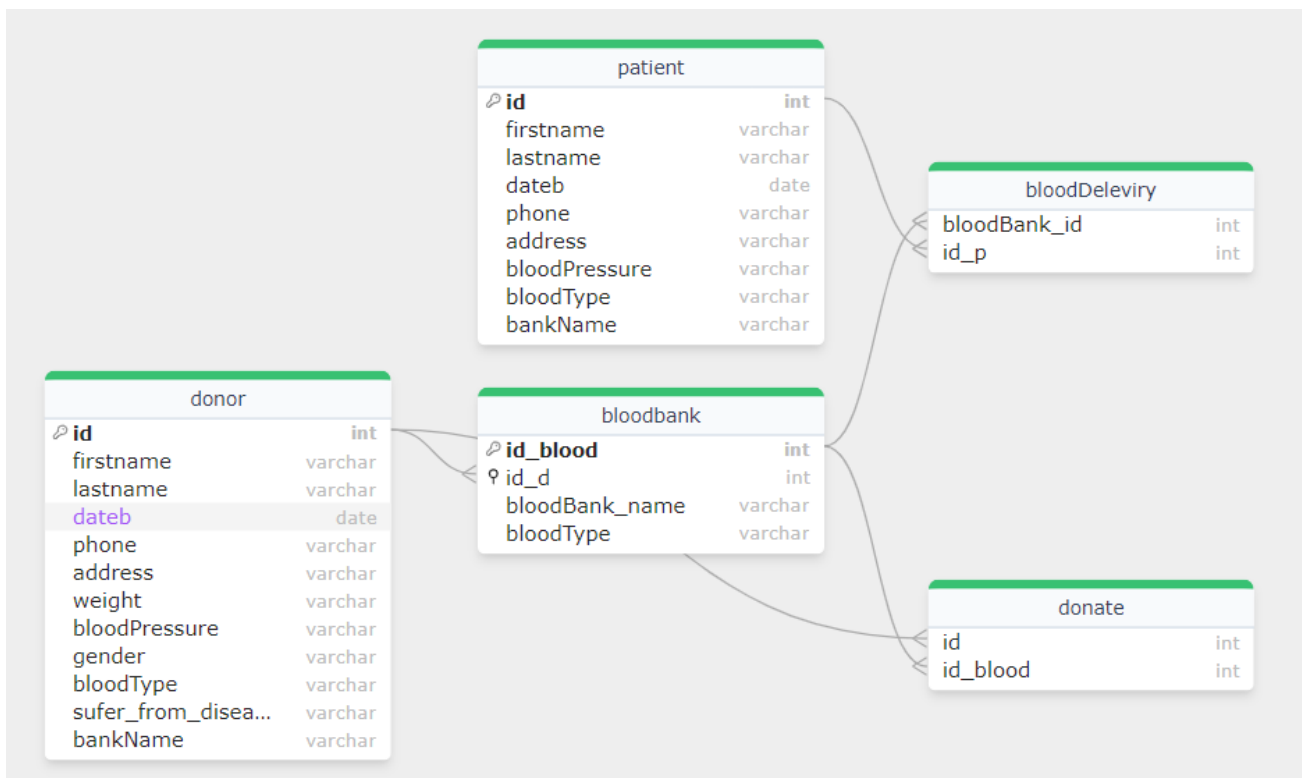 patient
id int
firstname varchar
lastname varchar
dateb date
phone varchar
address varchar
bloodPressure varchar
bloodType varchar
bankName varchar
bloodDeleviry
bloodBank_id int
id_p int
donor
id int
firstname varchar
lastname varchar
dateb date
phone varchar
address varchar
weight varchar
bloodPressure varchar
gender varchar
bloodType varchar
sufer_from_disea... varchar
bankName varchar
bloodbank
id_blood int
id_d int
bloodBank_name varchar
bloodType varchar
donate
id int
id_blood int